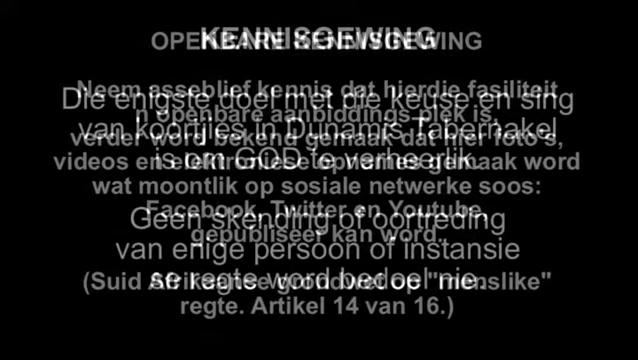 KENNISGEWING
Die enigste doel met die keuse en sing
van koortjies in Dunamis Tabernakel
is om GOD te verheerlik.
Geen skending of oortreding
van enige persoon of instansie
se regte word bedoel nie.
OPENBARE KENNISGEWING
Neem asseblief kennis dat hierdie fasiliteit
n openbare aanbiddings plek is,
verder word bekend gemaak dat hier foto's,
videos en elektroniese opnames gemaak word
wat moontlik op sosiale netwerke soos:
Facebook, Twitter en Youtube,
gepubliseer kan word.
(Suid Afrikaanse grondwet op "menslike"
regte. Artikel 14 van 16.)